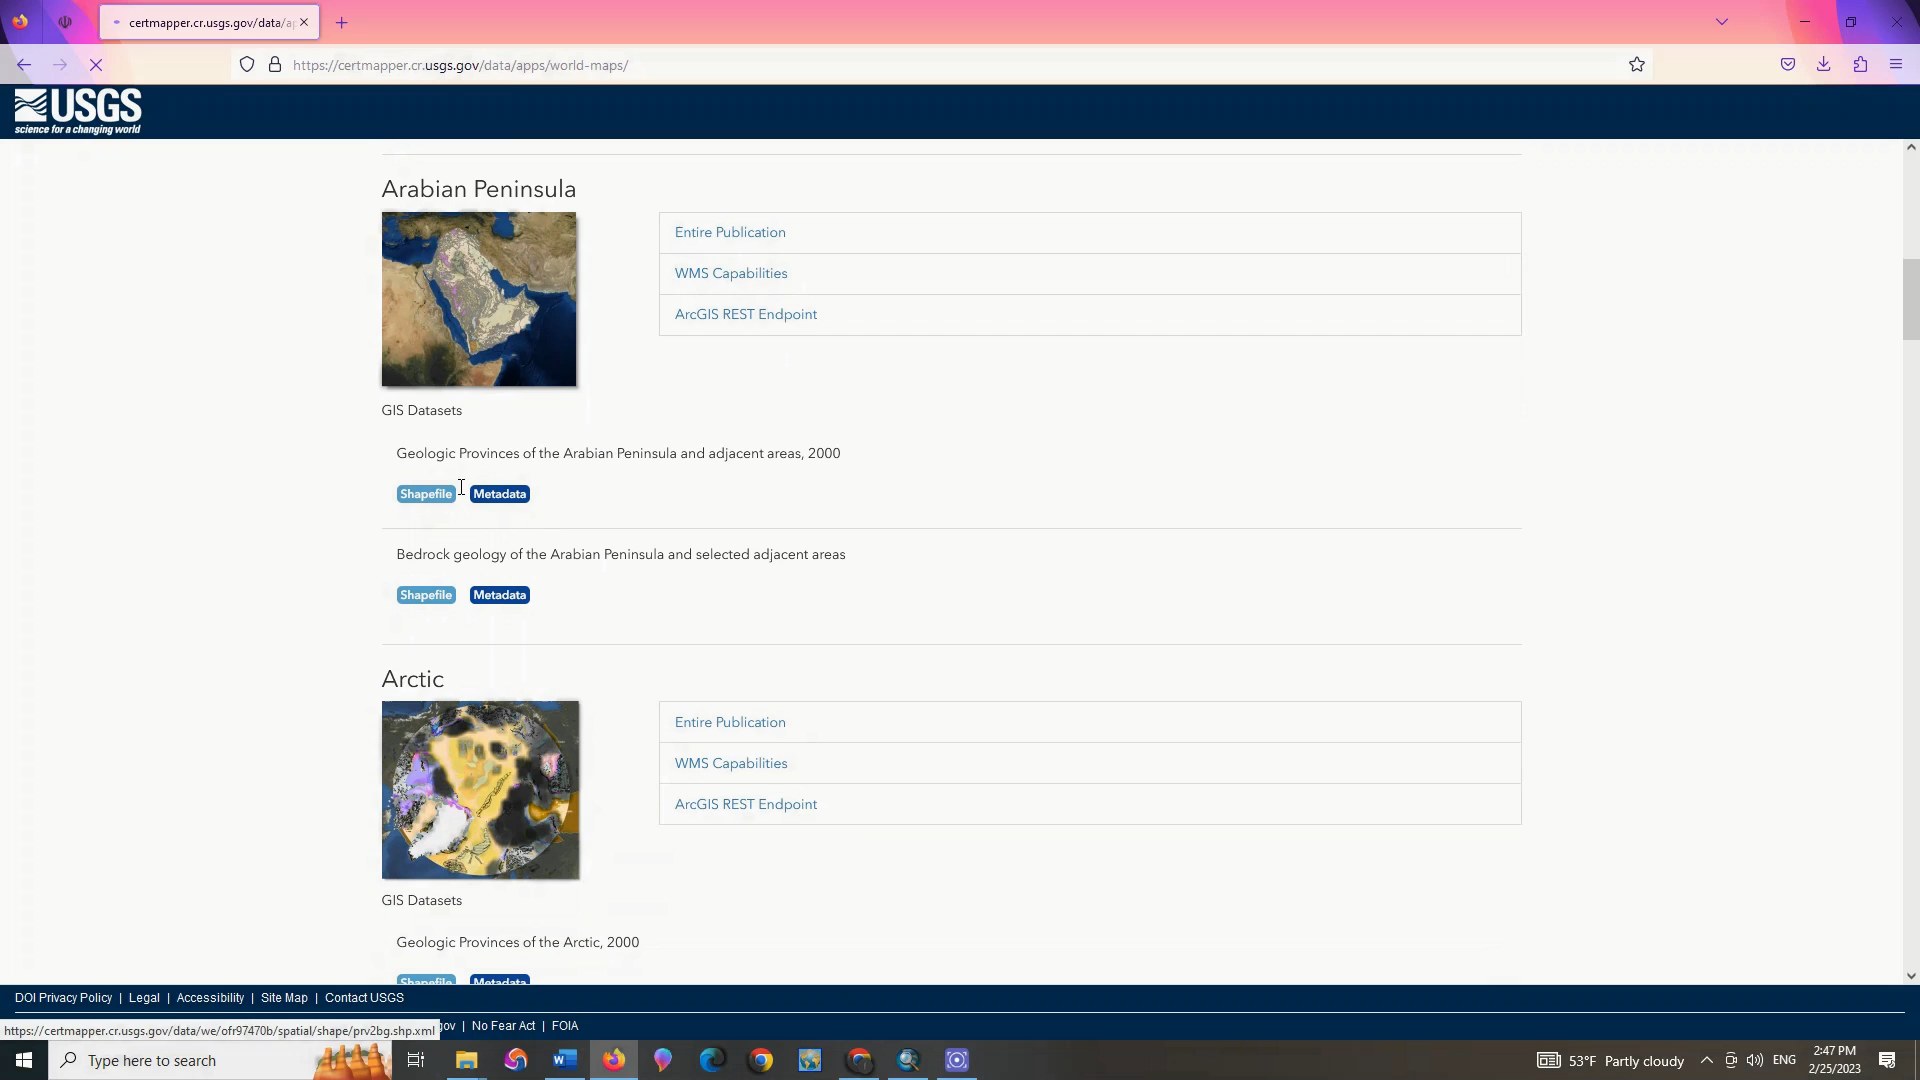 certmapper.cr.usgs.gov/data/a
https://certmapper.cr.usgs.gov/data/apps/world-maps/
USGS
science for a changing world
Arabian Peninsula
Entire Publication
WMS Capabilities
ArcGIS REST Endpoint
GIS Datasets
Geologic Provinces of the Arabian Peninsula and adjacent areas, 2000
Shapefile Metadata
Bedrock geology of the Arabian Peninsula and selected adjacent areas
Shapefile Metadata
Arctic
Entire Publication
WMS Capabilities
ArcGIS REST Endpoint
GIS Datasets
Geologic Provinces of the Arctic, 2000
Shapefile Metadata
DOI Privacy Policy | Legal | Accessibility | Site Map | Contact USGS
https://certmapper.cr.usgs.gov/data/we/ofr97470b/spatial/shape/prv2bg.shp.xml gov | No Fear Act | FOIA
Type here to search
53°F Partly cloudy
ENG
2:47 PM
2/25/2023